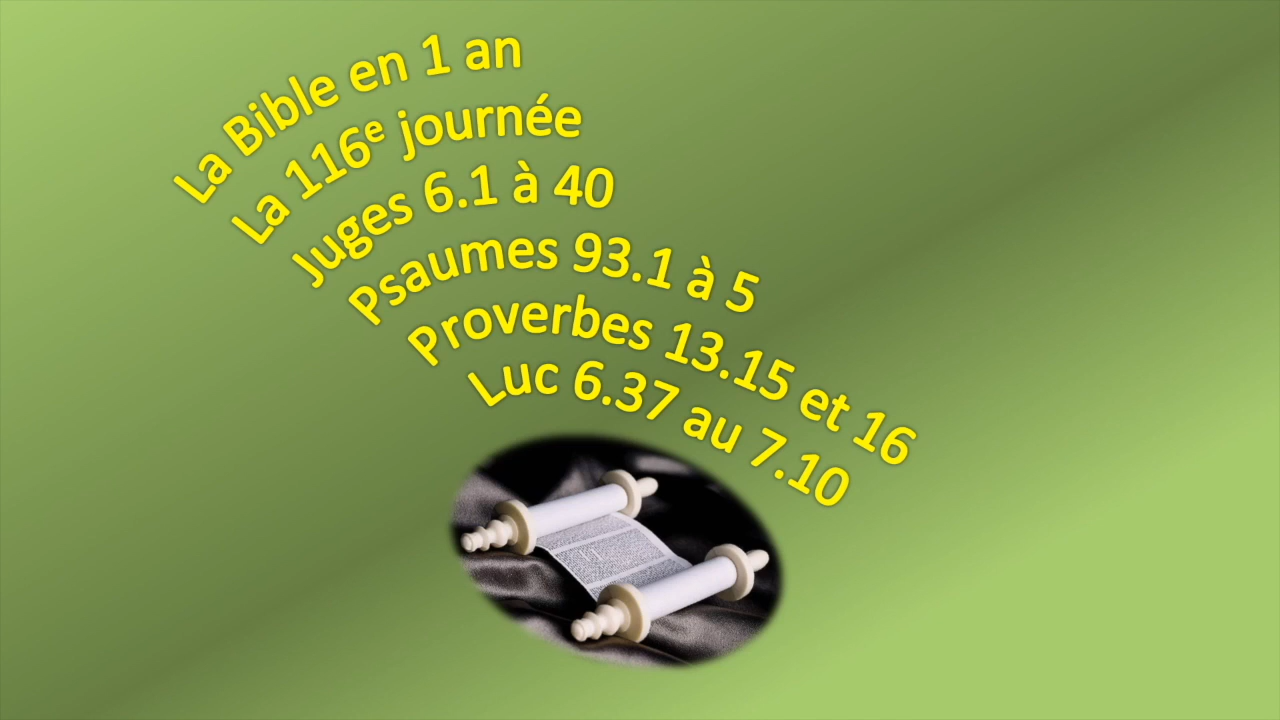 La Bible en 1 an
La 116e journée
Juges 6.1 à 40
Psaumes 93.1 à 5
Proverbes 13.15 et 16
Luc 6.37 au 7.10